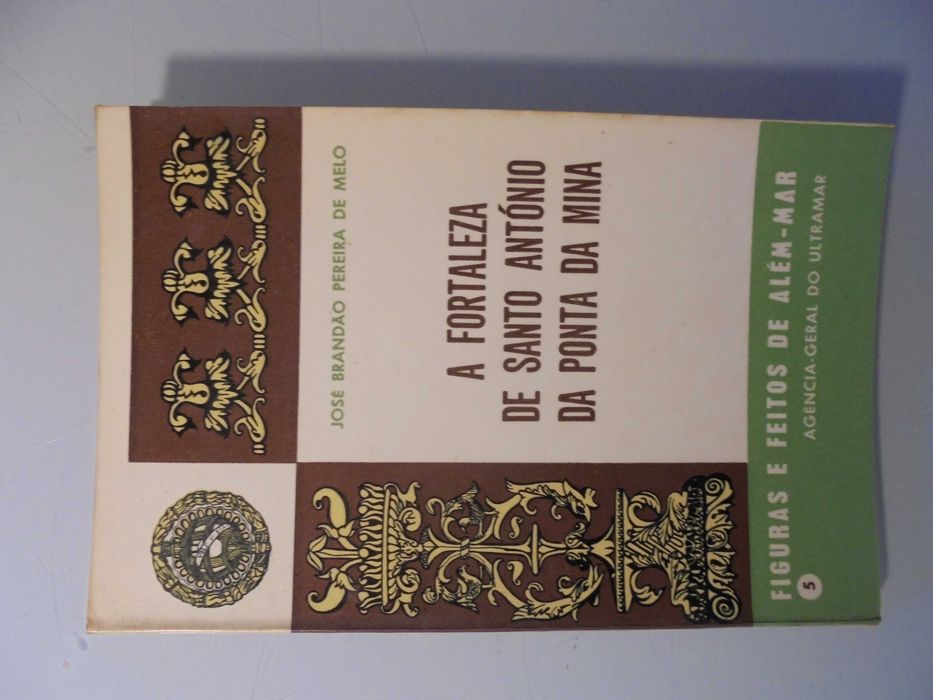 JOSÉ BRANDÃO PEREIRA DE MELO
A FORTALEZA
DE SANTO ANTÓNIO
DA PONTA DA MINA
FIGURAS E FEITOS DE ALÉM-MAR
5
AGÊNCIA-GERAL DO ULTRAMAR